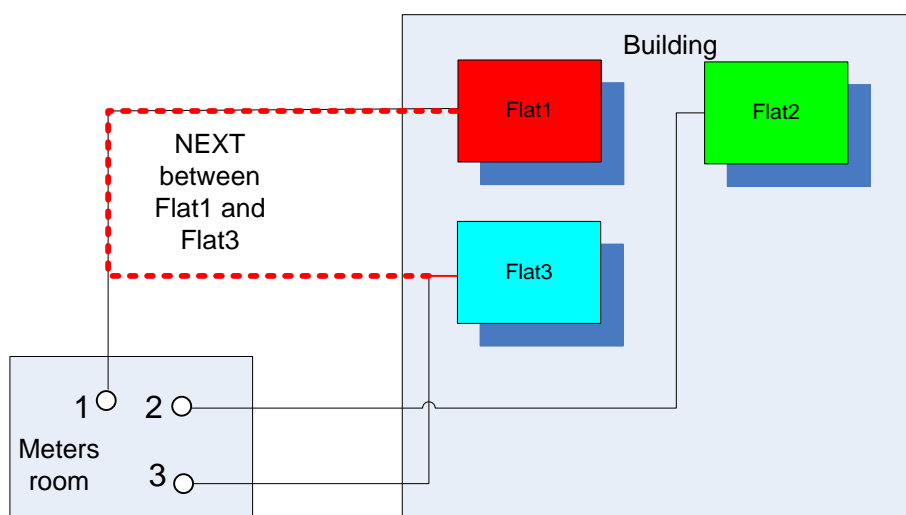 Building
Flat1
Flat2
NEXT
between
Flat1 and
Flat3
Flat3
1
2
Meters
room
3